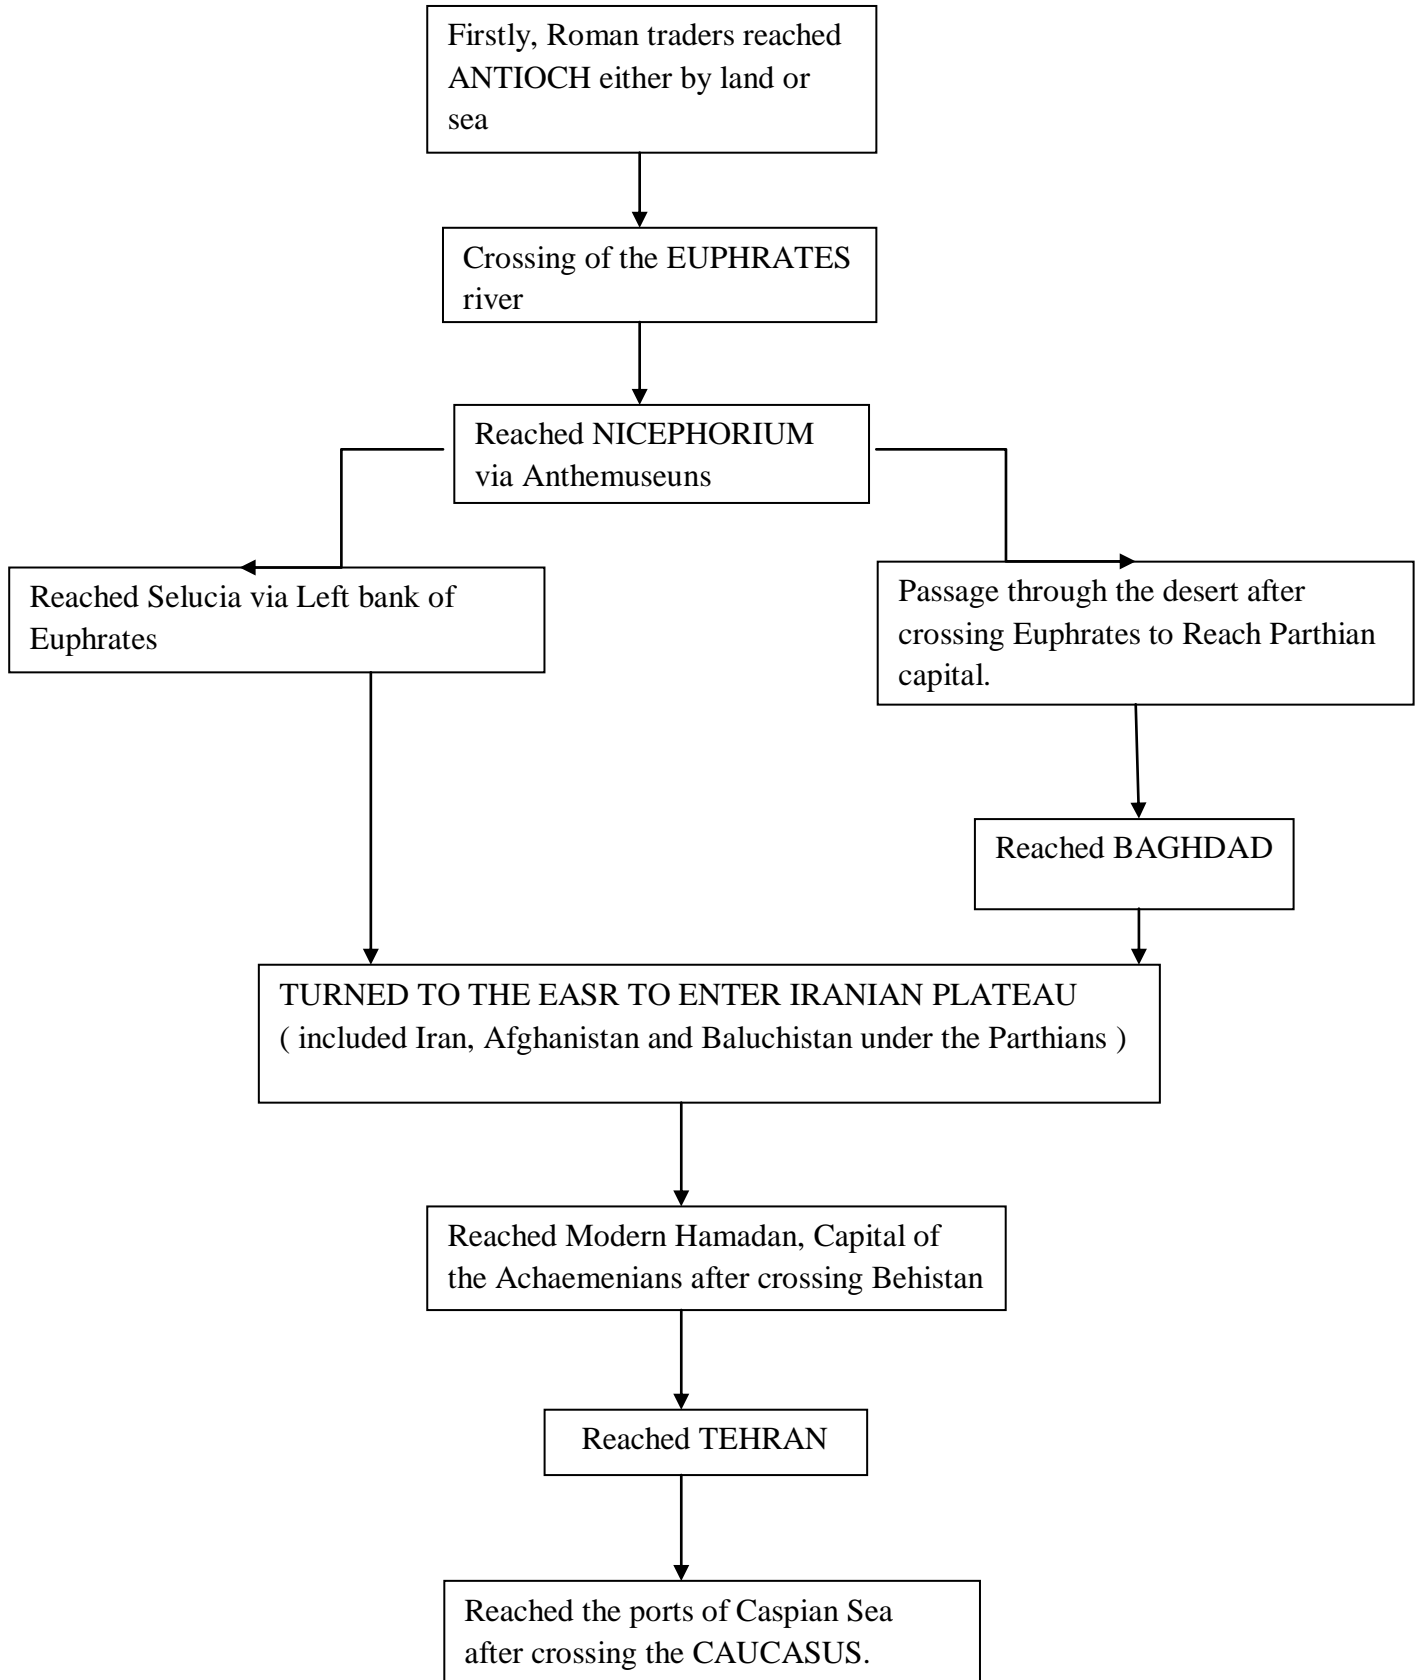 Firstly, Roman traders reached
ANTIOCH either by land or
sea
Crossing of the EUPHRATES
river
Reached NICEPHORIUM
via Anthemuseuns
Reached Selucia via Left bank of
Euphrates
Passage through the desert after
crossing Euphrates to Reach Parthian
capital.
Reached BAGHDAD
TURNED TO THE EASR TO ENTER IRANIAN PLATEAU
( included Iran, Afghanistan and Baluchistan under the Parthians )
Reached Modern Hamadan, Capital of
the Achaemenians after crossing Behistan
Reached TEHRAN
Reached the ports of Caspian Sea
after crossing the CAUCASUS.